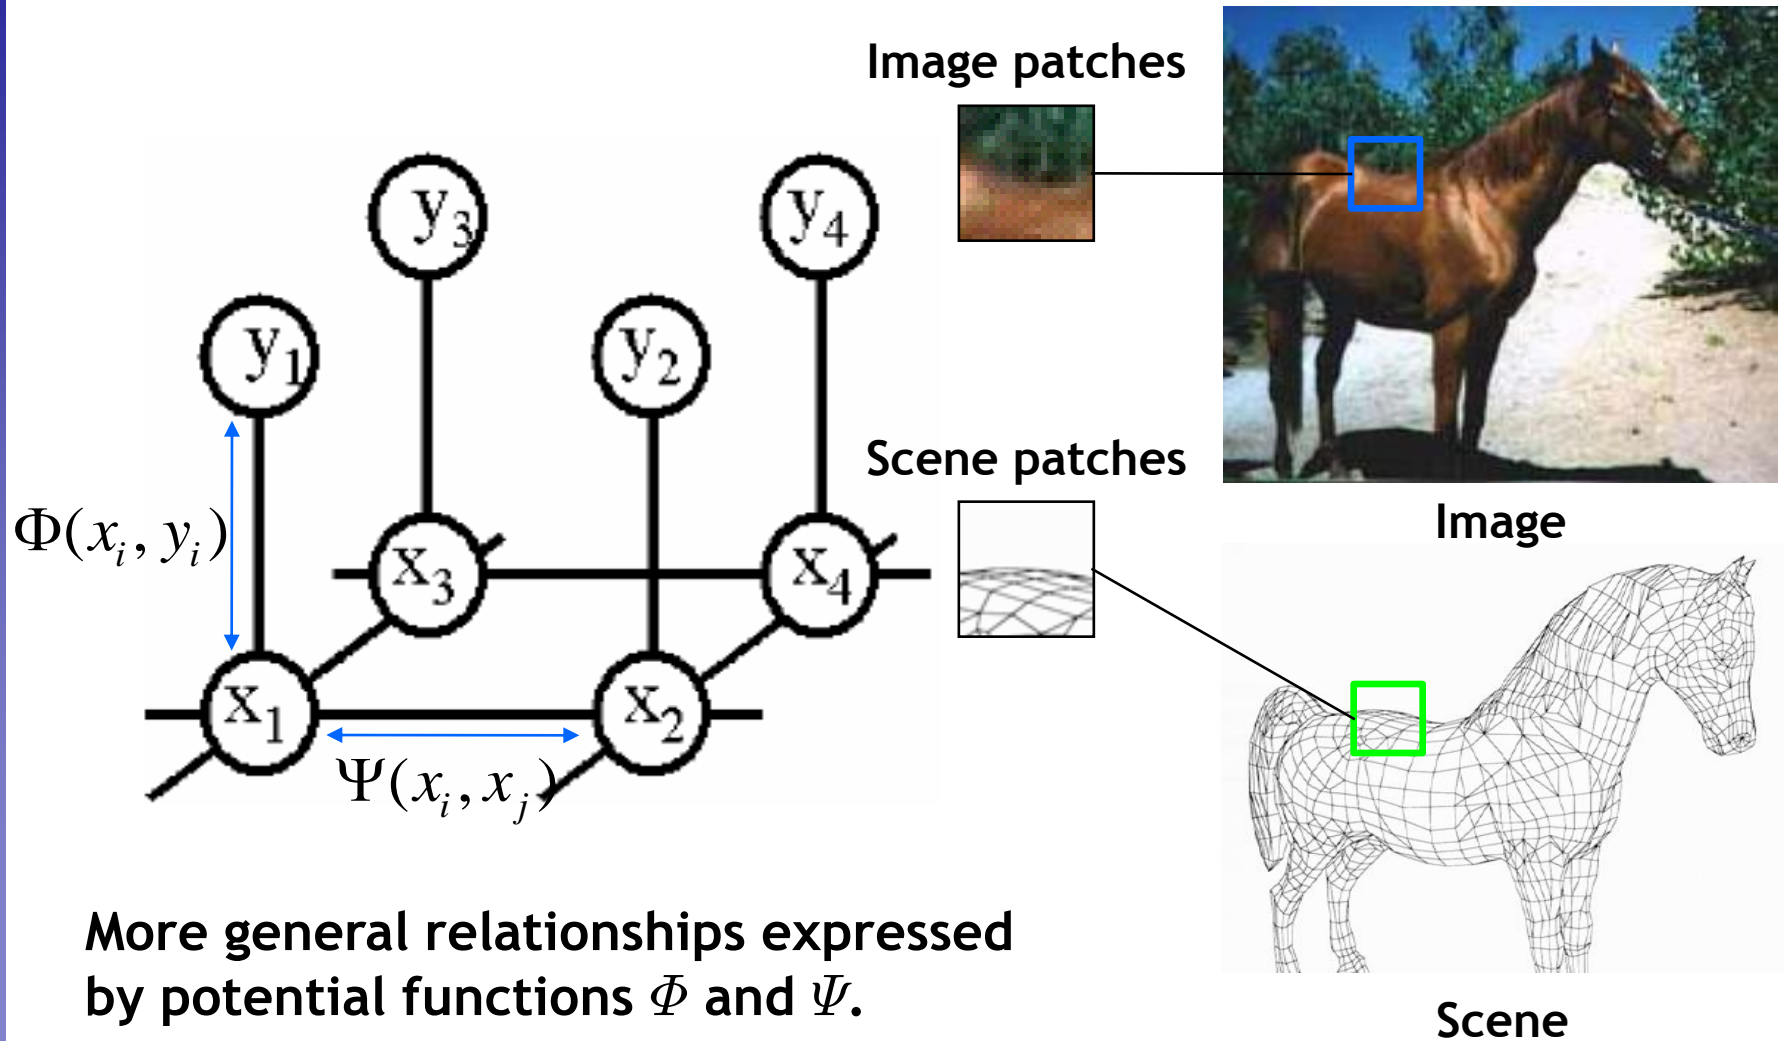 Image patches
y₃
y₄
y₁
y₂
Scene patches
Φ(xᵢ, yᵢ)
Image
x₃
x₄
x₁
x₂
Ψ(xᵢ, xⱼ)
More general relationships expressed
by potential functions Φ and Ψ.
Scene